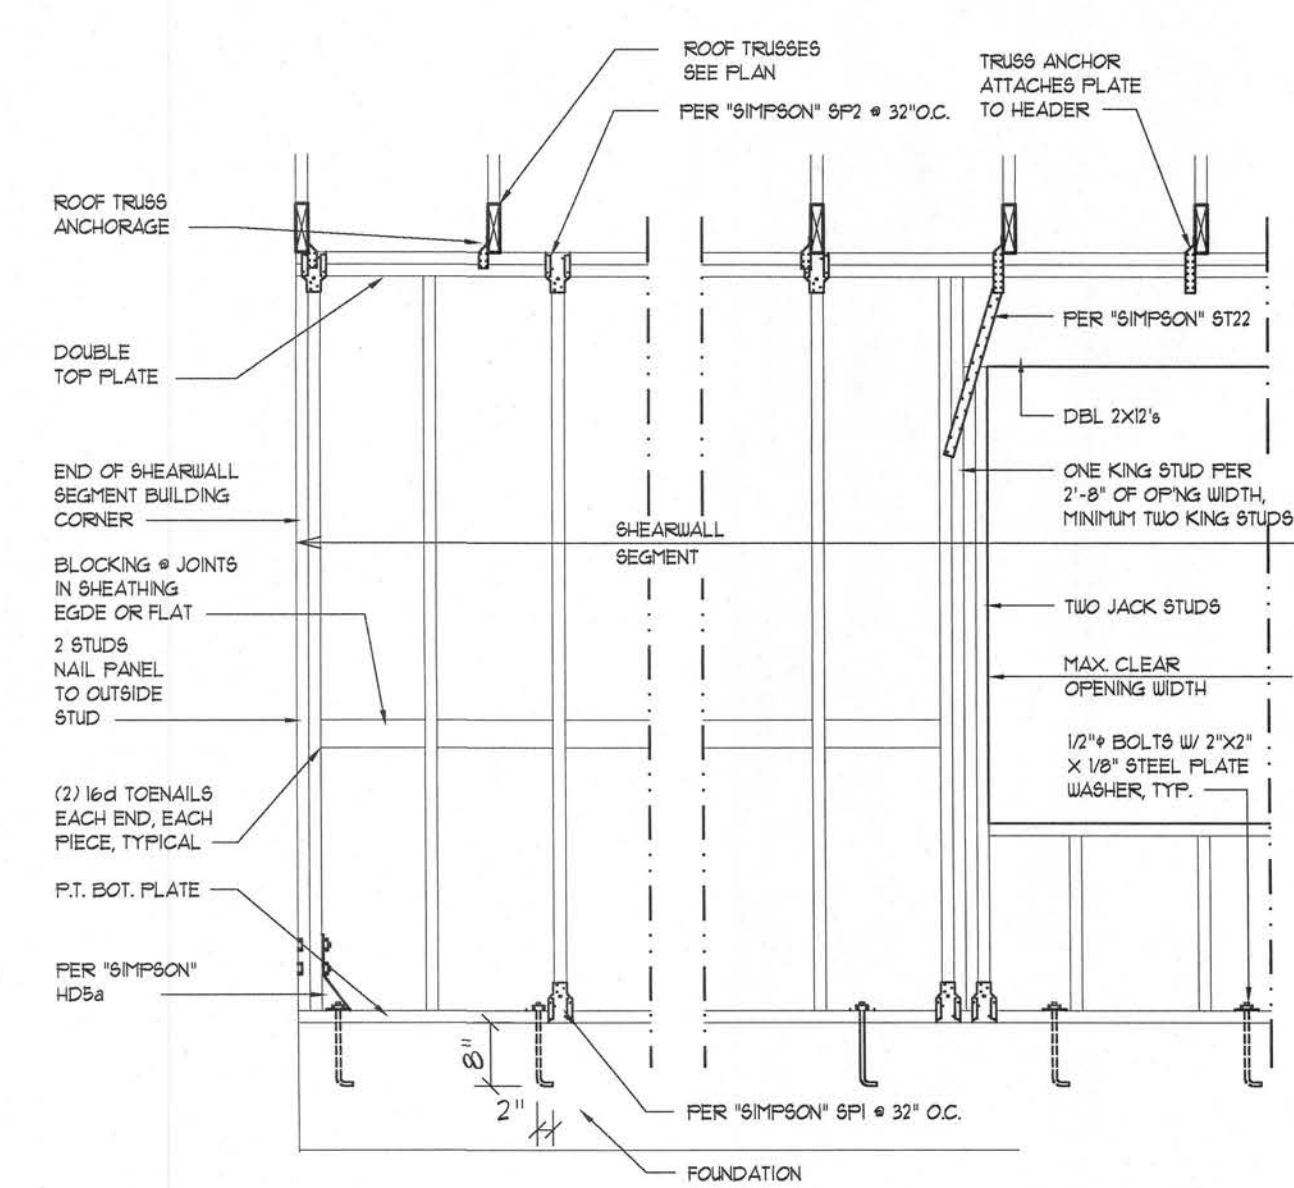 ROOF TRUSSES
SEE PLAN
PER "SIMPSON" SP2 @ 32"O.C.
TRUSS ANCHOR
ATTACHES PLATE
TO HEADER
ROOF TRUSS
ANCHORAGE
PER "SIMPSON" ST22
DOUBLE
TOP PLATE
DBL 2X12's
END OF SHEARWALL
SEGMENT BUILDING
CORNER
ONE KING STUD PER
2'-8" OF OP'NG WIDTH,
MINIMUM TWO KING STUDS
SHEARWALL
SEGMENT
BLOCKING @ JOINTS
IN SHEATHING
EGDE OR FLAT
TWO JACK STUDS
2 STUDS
NAIL PANEL
TO OUTSIDE
STUD
MAX. CLEAR
OPENING WIDTH
1/2"φ BOLTS W/ 2"X2"
X 1/8" STEEL PLATE
WASHER, TYP.
(2) 16d TOENAILS
EACH END, EACH
PIECE, TYPICAL
P.T. BOT. PLATE
PER "SIMPSON"
HD5a
8"
2"
PER "SIMPSON" SP1 @ 32" O.C.
FOUNDATION